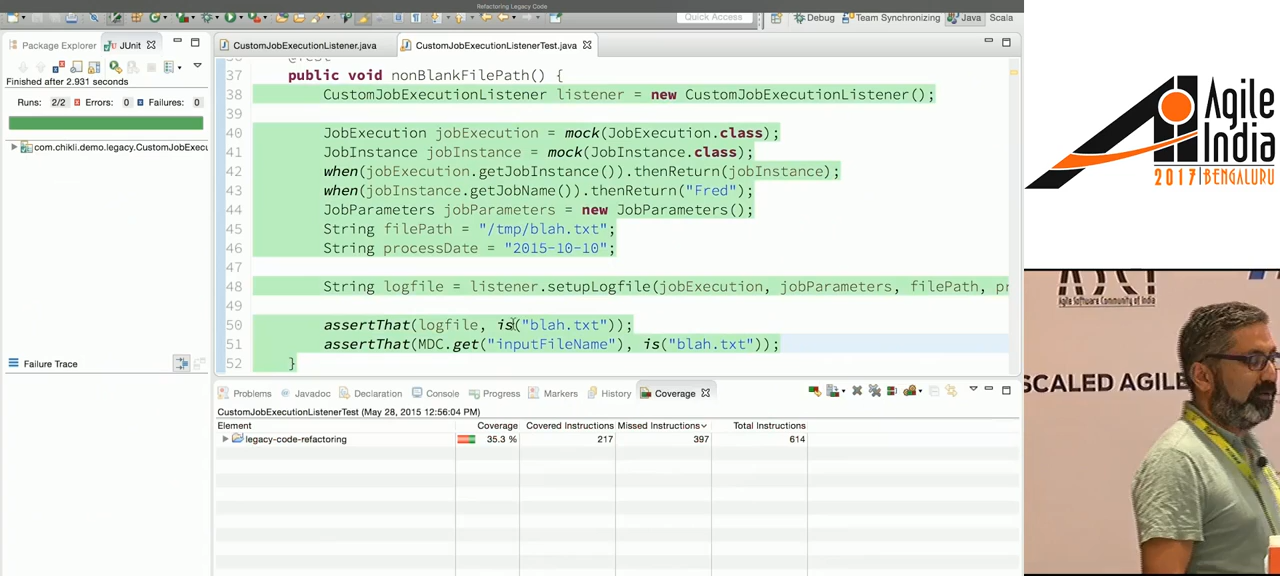 Refactoring Legacy Code
Quick Access
Debug
Team Synchronizing
Java
Scala
Package Explorer
JUnit
CustomJobExecutionListener.java
CustomJobExecutionListenerTest.java
Finished after 2.931 seconds
Runs: 2/2
Errors: 0
Failures: 0
com.chikli.demo.legacy.CustomJobExecu
Failure Trace
37 public void nonBlankFilePath() {
38 CustomJobExecutionListener listener = new CustomJobExecutionListener();
39
40 JobExecution jobExecution = mock(JobExecution.class);
41 JobInstance jobInstance = mock(JobInstance.class);
42 when(jobExecution.getJobInstance()).thenReturn(jobInstance);
43 when(jobInstance.getJobName()).thenReturn("Fred");
44 JobParameters jobParameters = new JobParameters();
45 String filePath = "/tmp/blah.txt";
46 String processDate = "2015-10-10";
47
48 String logfile = listener.setupLogfile(jobExecution, jobParameters, filePath, pr
49
50 assertThat(logfile, is("blah.txt"));
51 assertThat(MDC.get("inputFileName"), is("blah.txt"));
52 }
Problems
Javadoc
Declaration
Console
Progress
Markers
History
Coverage
CustomJobExecutionListenerTest (May 28, 2015 12:56:04 PM)
Element Coverage Covered Instructions Missed Instructions Total Instructions
legacy-code-refactoring 35.3 % 217 397 614
Agile
India
2017 | BENGALURU
Agile Software Community of India
SCALED AGILE